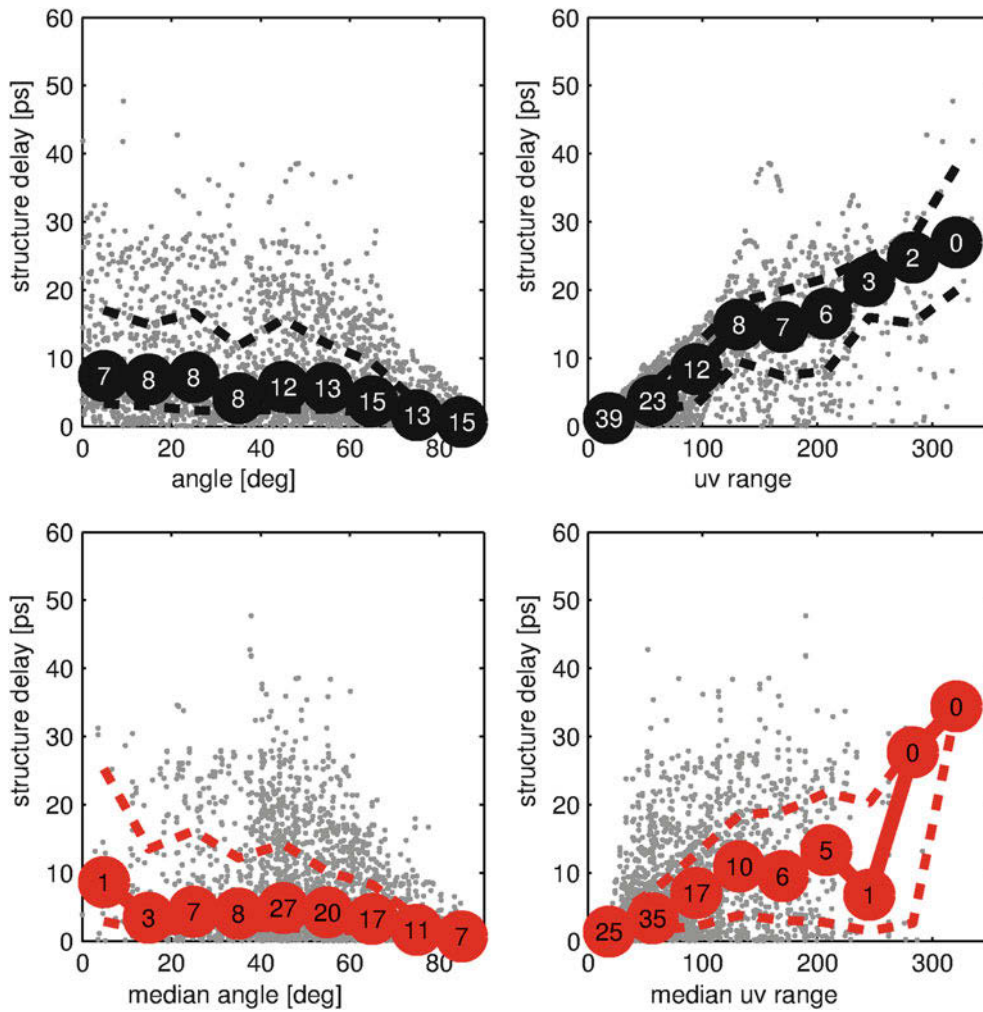 60
50
40
30
20
10
0
structure delay [ps]
7 8 8 8 12 13 15 13 15
0 20 40 60 80
angle [deg]
60
50
40
30
20
10
0
structure delay [ps]
39 23 12 8 7 6 3 2 0
0 100 200 300
uv range
60
50
40
30
20
10
0
structure delay [ps]
1 3 7 8 27 20 17 11 7
0 20 40 60 80
median angle [deg]
60
50
40
30
20
10
0
structure delay [ps]
25 35 17 10 6 5 1 0 0
0 100 200 300
median uv range